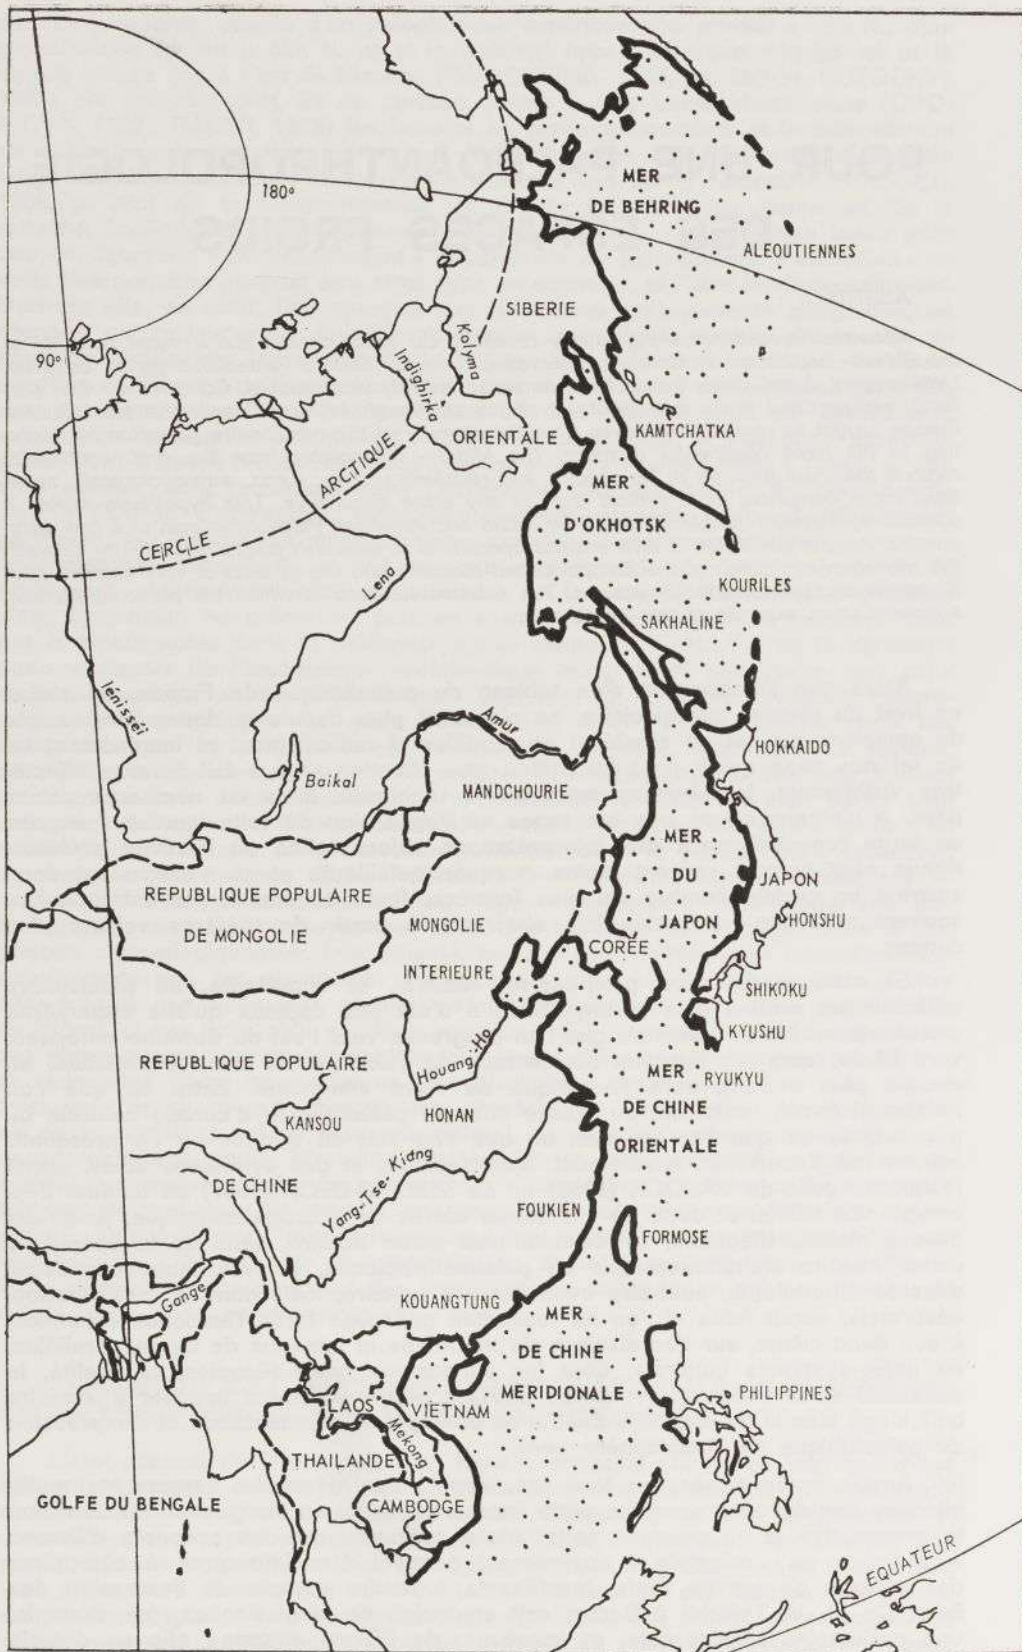 180°
MER
DE BEHRING
ALEOUTIENNES
SIBERIE
90°
Kolyma
Indighirka
ORIENTALE
KAMTCHATKA
CERCLE ARCTIQUE
MER
D'OKHOTSK
Lena
KOURILES
SAKHALINE
Iénisséi
Amur
HOKKAIDO
Baikal
MANDCHOURIE
MER
DU
JAPON
JAPON
HONSHU
REPUBLIQUE POPULAIRE
DE MONGOLIE
MONGOLIE
INTERIEURE
CORÉE
SHIKOKU
KYUSHU
REPUBLIQUE POPULAIRE
Houang-Ho
MER
RYUKYU
DE CHINE
ORIENTALE
KANSOU
HONAN
DE CHINE
Yang-Tse-Kiang
FOUKIEN
FORMOSE
Gange
KOUANGTUNG
MER
DE CHINE
MERIDIONALE
PHILIPPINES
LAOS
VIETNAM
Mekong
THAILANDE
CAMBODGE
GOLFE DU BENGALE
EQUATEUR